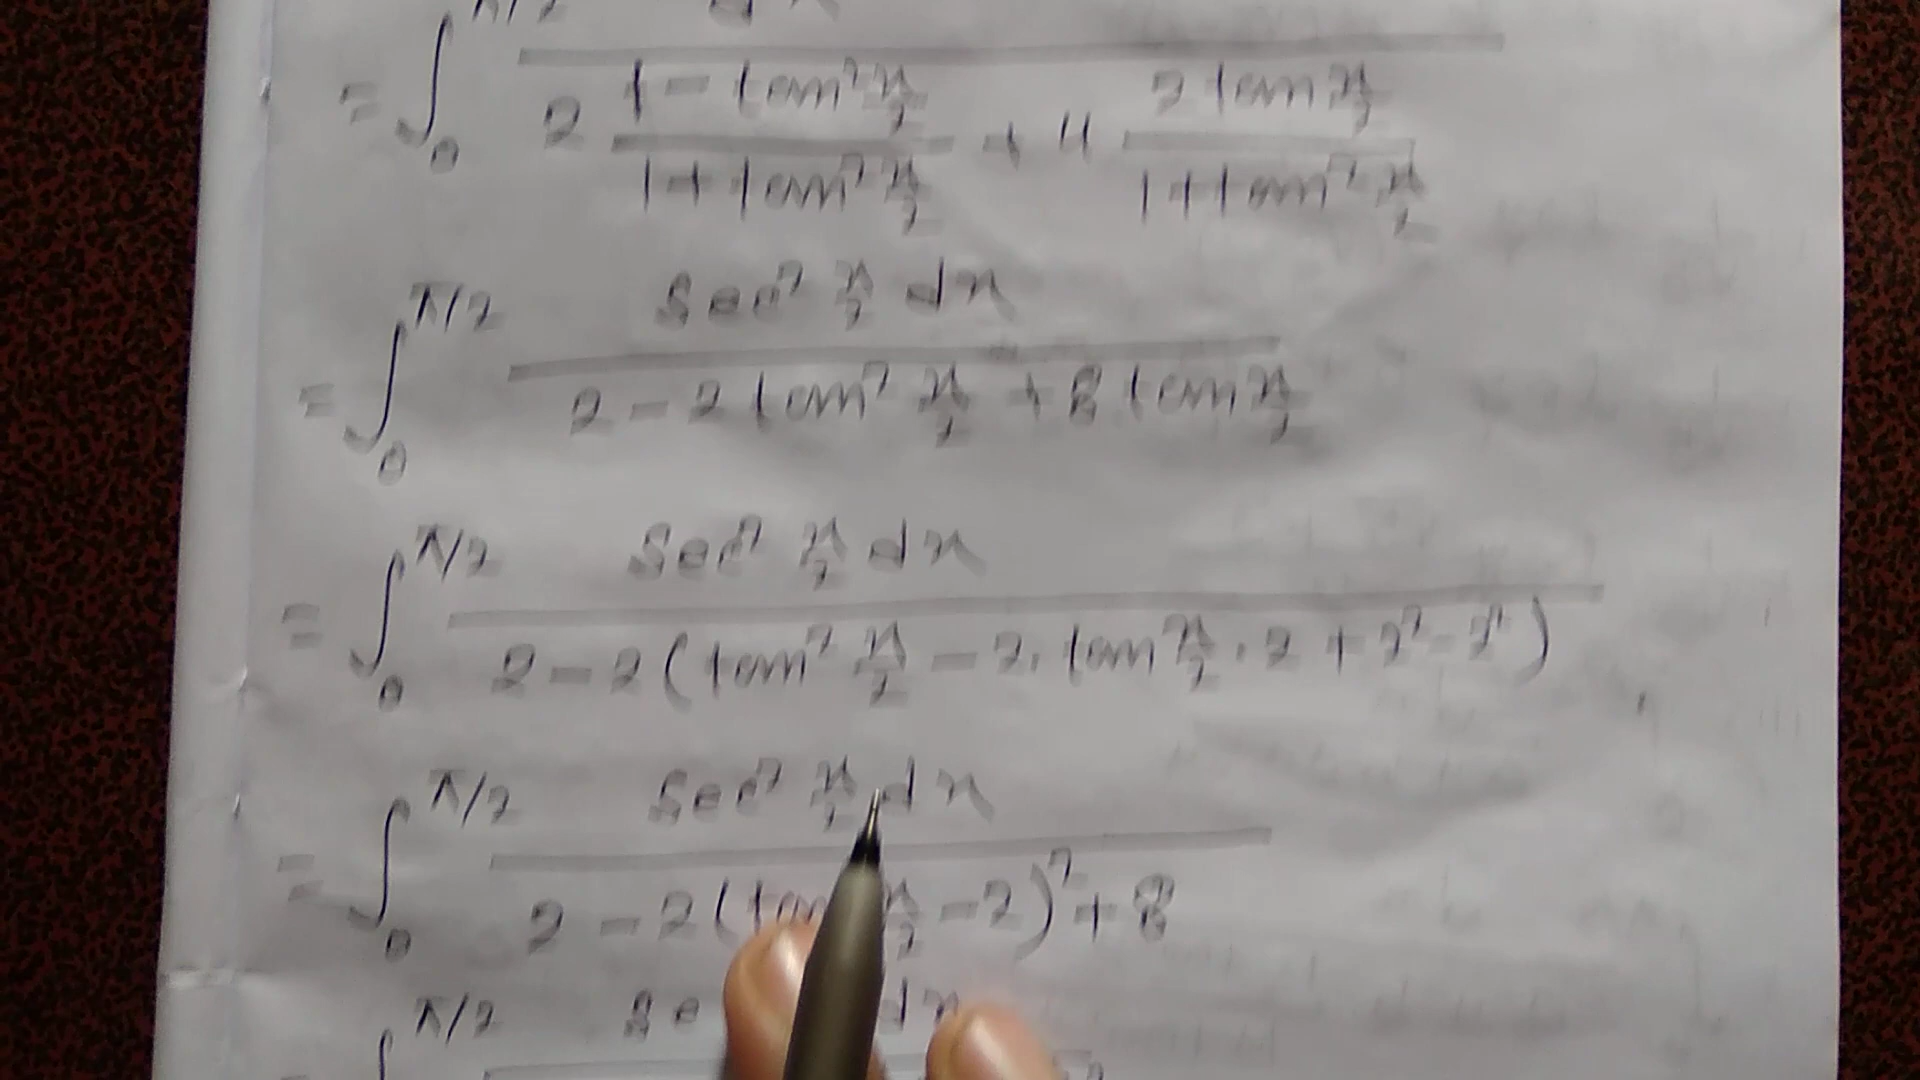 π/2 dx
= ∫ 0 2 (1 - tan² x/2)/(1 + tan² x/2) + 4 (2 tan x/2)/(1 + tan² x/2)
= ∫ 0 π/2 Sec² x/2 dx
2 - 2 tan² x/2 + 8 tan x/2
= ∫ 0 π/2 Sec² x/2 dx
2 - 2 (tan² x/2 - 2. tan x/2 . 2 + 2² - 2²)
= ∫ 0 π/2 Sec² x/2 dx
2 - 2 (tan x/2 - 2)² + 8
= ∫ π/2 dx